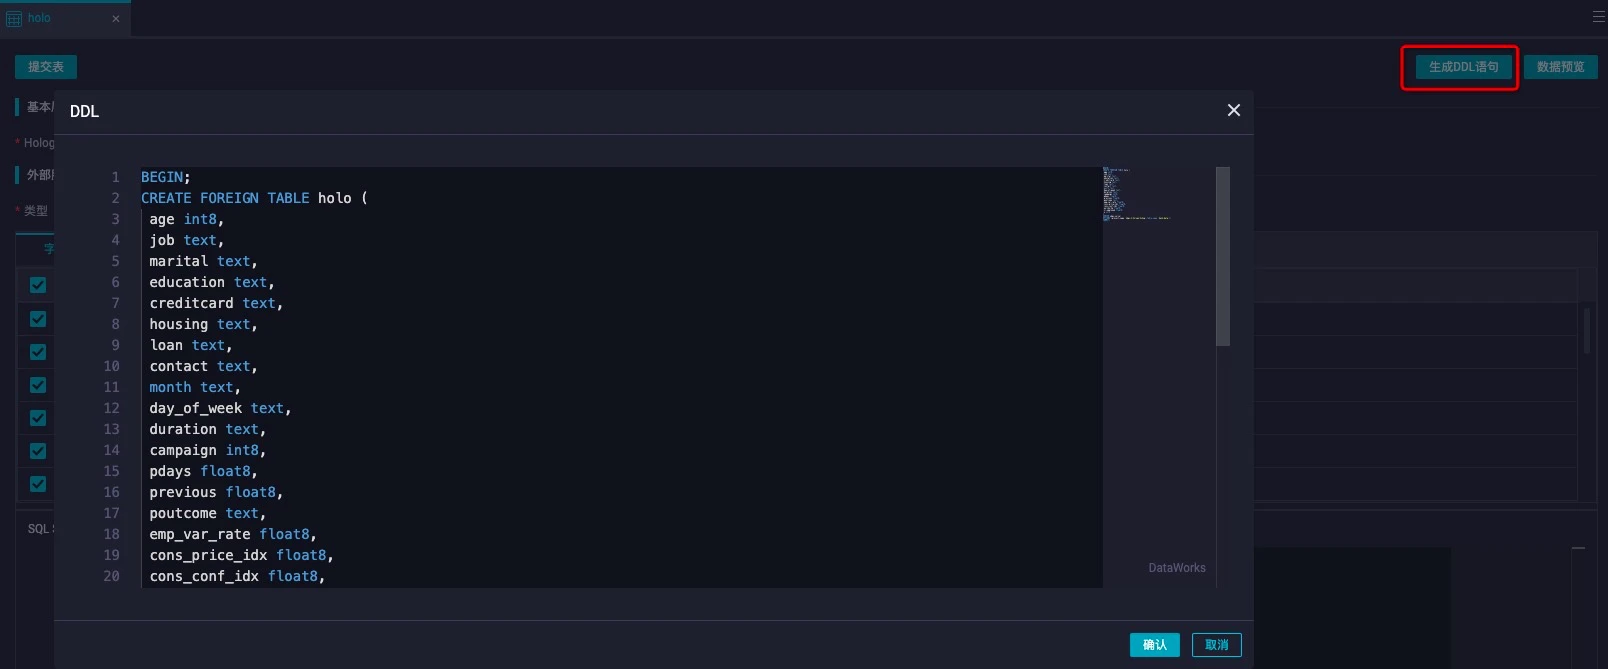 holo
提交表
生成DDL语句 数据预览
基本
DDL
* Holog
外部
* 类型
1 BEGIN;
2 CREATE FOREIGN TABLE holo (
3 age int8,
4 job text,
5 marital text,
6 education text,
7 creditcard text,
8 housing text,
9 loan text,
10 contact text,
11 month text,
12 day_of_week text,
13 duration text,
14 campaign int8,
15 pdays float8,
16 previous float8,
17 poutcome text,
18 emp_var_rate float8,
19 cons_price_idx float8,
20 cons_conf_idx float8,
字
SQL
DataWorks
确认 取消